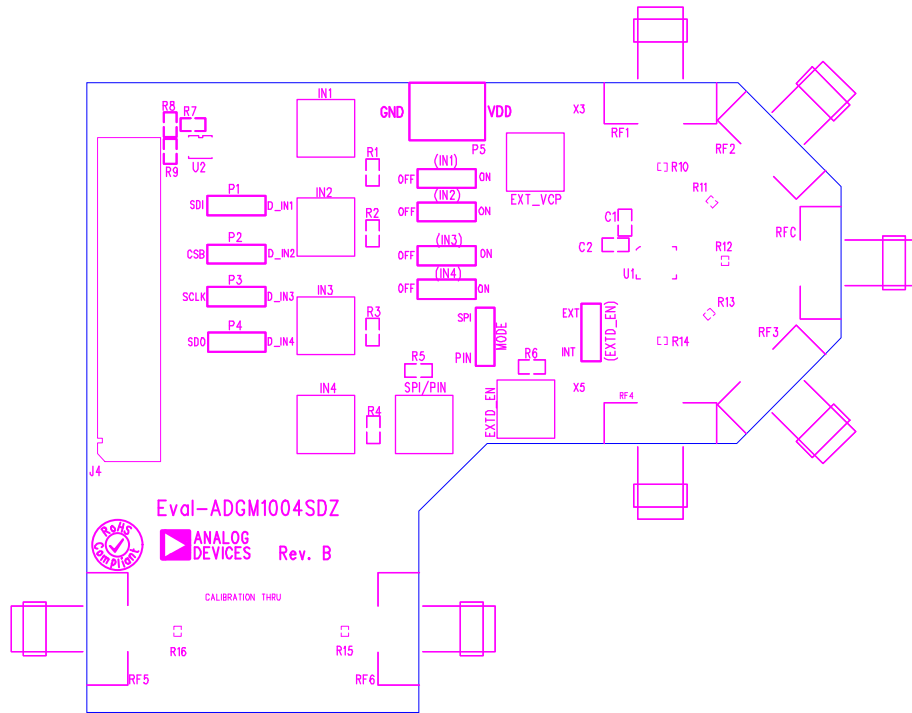 IN1
GND
VDD
X3
R8
R7
RF1
P5
R1
U2
RF2
R9
(IN1)
OFF
ON
R10
P1
SDI
D_IN1
IN2
EXT_VCP
R11
(IN2)
OFF
ON
R2
C1
RFC
P2
CSB
D_IN2
(IN3)
OFF
ON
C2
U1
R12
(IN4)
OFF
ON
P3
SCLK
D_IN3
IN3
R3
R13
P4
SDO
D_IN4
SPI
MODE
PIN
EXT
(EXTD_EN)
INT
RF3
R14
R5
R6
SPI/PIN
IN4
EXTD_EN
X5
RF4
R4
J4
Eval-ADGM1004SDZ
RoHS
Compliant
ANALOG
DEVICES
Rev. B
CALIBRATION THRU
R16
R15
RF5
RF6